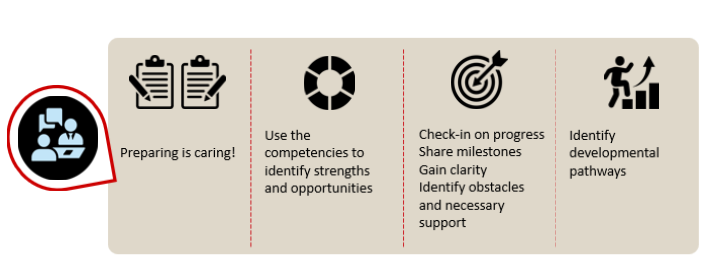 Preparing is caring!
Use the
competencies to
identify strengths
and opportunities
Check-in on progress
Share milestones
Gain clarity
Identify obstacles
and necessary
support
Identify
developmental
pathways